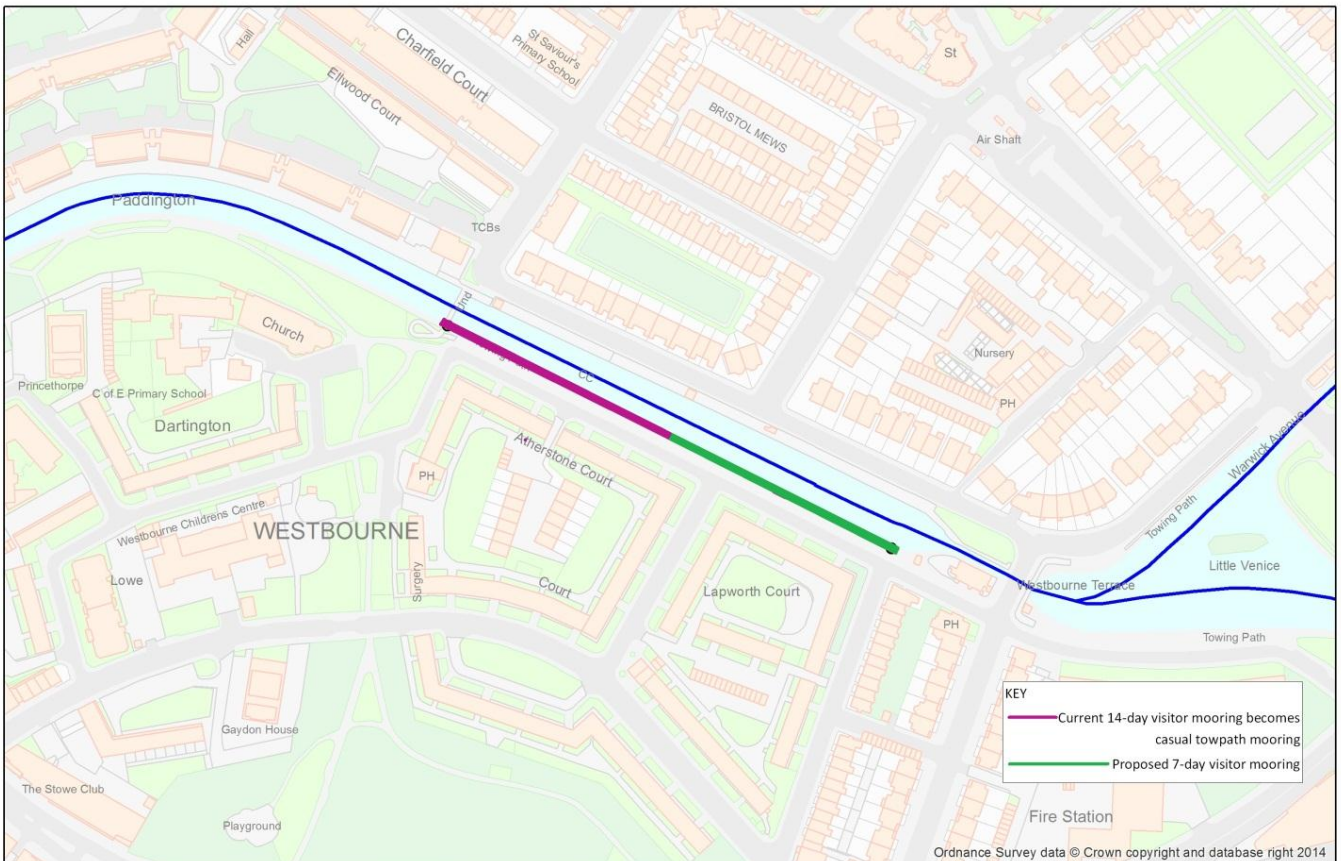 Hall
Charfield Court
St Saviour's
Primary School
St
Ellwood Court
BRISTOL MEWS
Air Shaft
Paddington
TCBs
Und
Church
CC
Nursery
Princethorpe
C of E Primary School
PH
Dartington
Warwick Avenue
Atherstone Court
PH
Towing Path
Westbourne Childrens Centre
WESTBOURNE
Little Venice
Lowe
Surgery
Court
Lapworth Court
Westbourne Terrace
PH
Towing Path
Gaydon House
The Stowe Club
Playground
KEY
Current 14-day visitor mooring becomes
casual towpath mooring
Proposed 7-day visitor mooring
Fire Station
Ordnance Survey data © Crown copyright and database right 2014